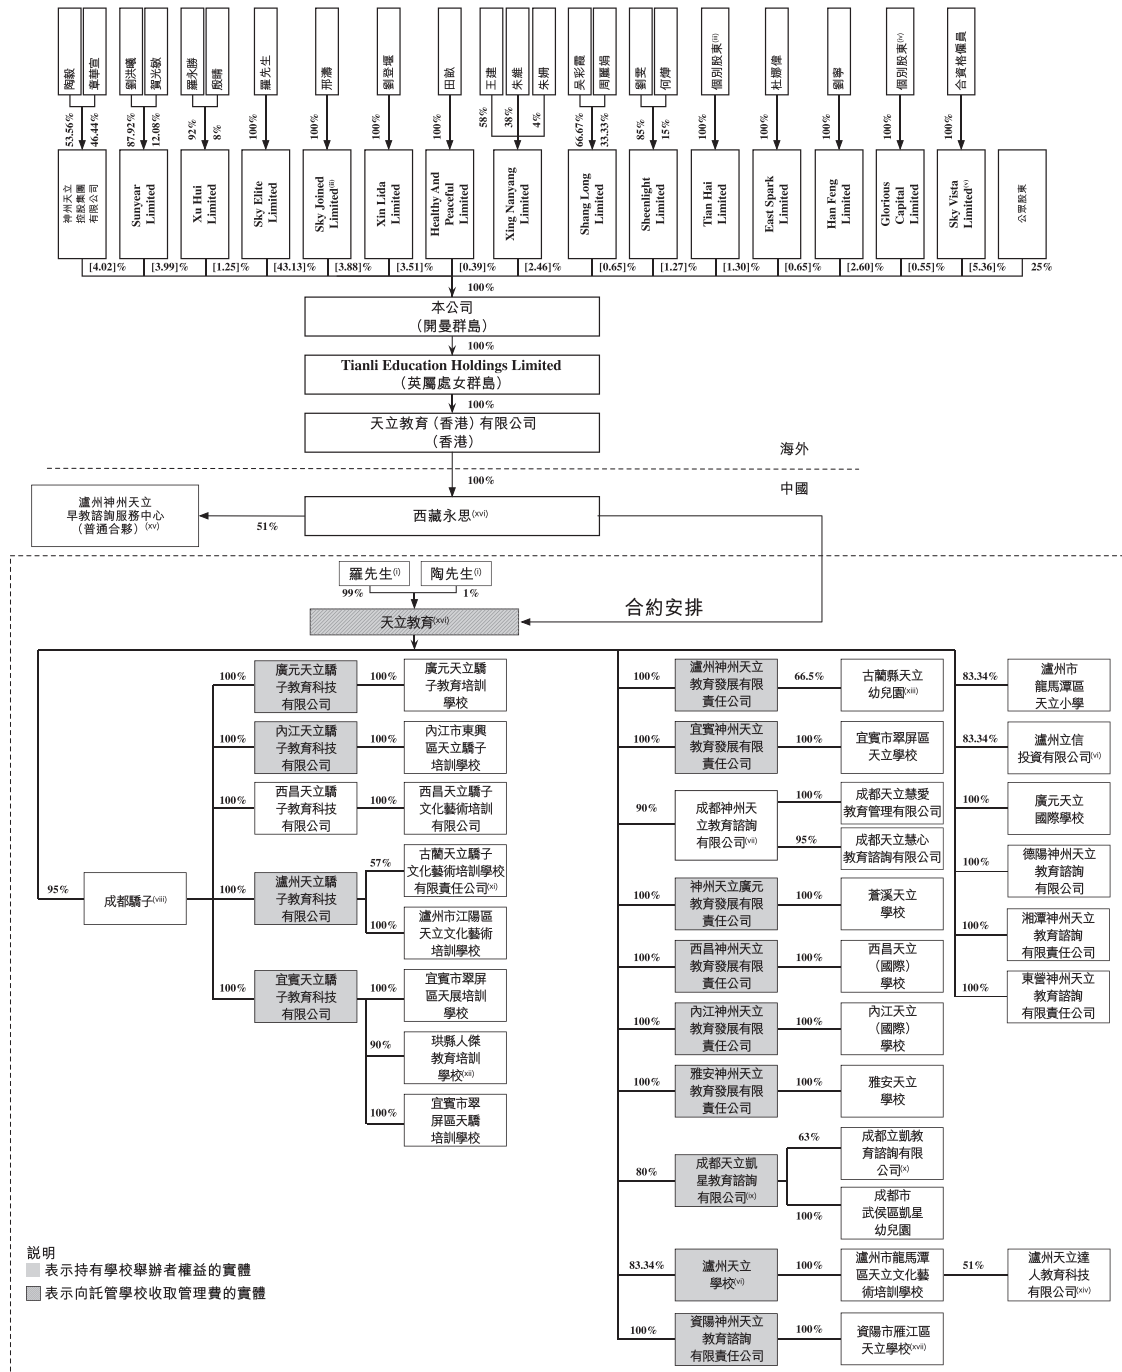 陶毅
章華宣
劉洪曦
賀光敏
羅永勝
殷睛
羅先生
邢濤
劉登堰
田畝
王建
朱維
朱姍
吳彩霞
周麗娟
劉雯
何燁
個別股東(iii)
杜娜偉
劉寧
個別股東(iv)
合資格僱員
53.56%
46.44%
87.92%
12.08%
92%
8%
100%
100%
100%
100%
58%
38%
4%
66.67%
33.33%
85%
15%
100%
100%
100%
100%
100%
神州天立
控股集團
有限公司
Sunyear
Limited
Xu Hui
Limited
Sky Elite
Limited
Sky Joined
Limited(iii)
Xin Lida
Limited
Healthy And
Peaceful
Limited
Xing Nanyang
Limited
Shang Long
Limited
Sheenlight
Limited
Tian Hai
Limited
East Spark
Limited
Han Feng
Limited
Glorious
Capital
Limited
Sky Vista
Limited(v)
公眾股東
[4.02]%
[3.99]%
[1.25]%
[43.13]%
[3.88]%
[3.51]%
[0.39]%
[2.46]%
[0.65]%
[1.27]%
[1.30]%
[0.65]%
[2.60]%
[0.55]%
[5.36]%
25%
100%
本公司
（開曼群島）
100%
Tianli Education Holdings Limited
（英屬處女群島）
100%
天立教育（香港）有限公司
（香港）
海外
100%
中國
瀘州神州天立
早教諮詢服務中心
（普通合夥）(xv)
51%
西藏永思(xvi)
羅先生(i)
陶先生(i)
99%
1%
合約安排
天立教育(xvi)
95%
成都驕子(viii)
100%
廣元天立驕
子教育科技
有限公司
100%
廣元天立驕
子教育培訓
學校
100%
內江天立驕
子教育科技
有限公司
100%
內江市東興
區天立驕子
培訓學校
100%
西昌天立驕
子教育科技
有限公司
100%
西昌天立驕子
文化藝術培訓
有限公司
100%
瀘州天立驕
子教育科技
有限公司
57%
古藺天立驕子
文化藝術培訓學校
有限責任公司(xi)
100%
瀘州市江陽區
天立文化藝術
培訓學校
100%
宜賓天立驕
子教育科技
有限公司
100%
宜賓市翠屏
區天展培訓
學校
90%
珙縣人傑
教育培訓
學校(xii)
100%
宜賓市翠
屏區天驕
培訓學校
100%
瀘州神州天立
教育發展有限
責任公司
66.5%
古藺縣天立
幼兒園(xiii)
100%
宜賓神州天立
教育發展有限
責任公司
100%
宜賓市翠屏區
天立學校
90%
成都神州天
立教育諮詢
有限公司(vii)
100%
成都天立慧愛
教育管理有限公司
95%
成都天立慧心
教育諮詢有限公司
100%
神州天立廣元
教育發展有限
責任公司
100%
蒼溪天立
學校
100%
西昌神州天立
教育發展有限
責任公司
100%
西昌天立
（國際）
學校
100%
內江神州天立
教育發展有限
責任公司
100%
內江天立
（國際）
學校
100%
雅安神州天立
教育發展有限
責任公司
100%
雅安天立
學校
80%
成都天立凱
星教育諮詢
有限公司(ix)
63%
成都立凱教
育諮詢有限
公司(x)
100%
成都市
武侯區凱星
幼兒園
83.34%
瀘州天立
學校(vi)
100%
瀘州市龍馬潭
區天立文化藝
術培訓學校
51%
瀘州天立達
人教育科技
有限公司(xiv)
100%
資陽神州天立
教育諮詢
有限責任公司
100%
資陽市雁江區
天立學校(xvii)
83.34%
瀘州市
龍馬潭區
天立小學
83.34%
瀘州立信
投資有限公司(vi)
100%
廣元天立
國際學校
100%
德陽神州天立
教育諮詢
有限公司
100%
湘潭神州天立
教育諮詢
有限責任公司
100%
東營神州天立
教育諮詢
有限責任公司
説明
表示持有學校舉辦者權益的實體
表示向託管學校收取管理費的實體